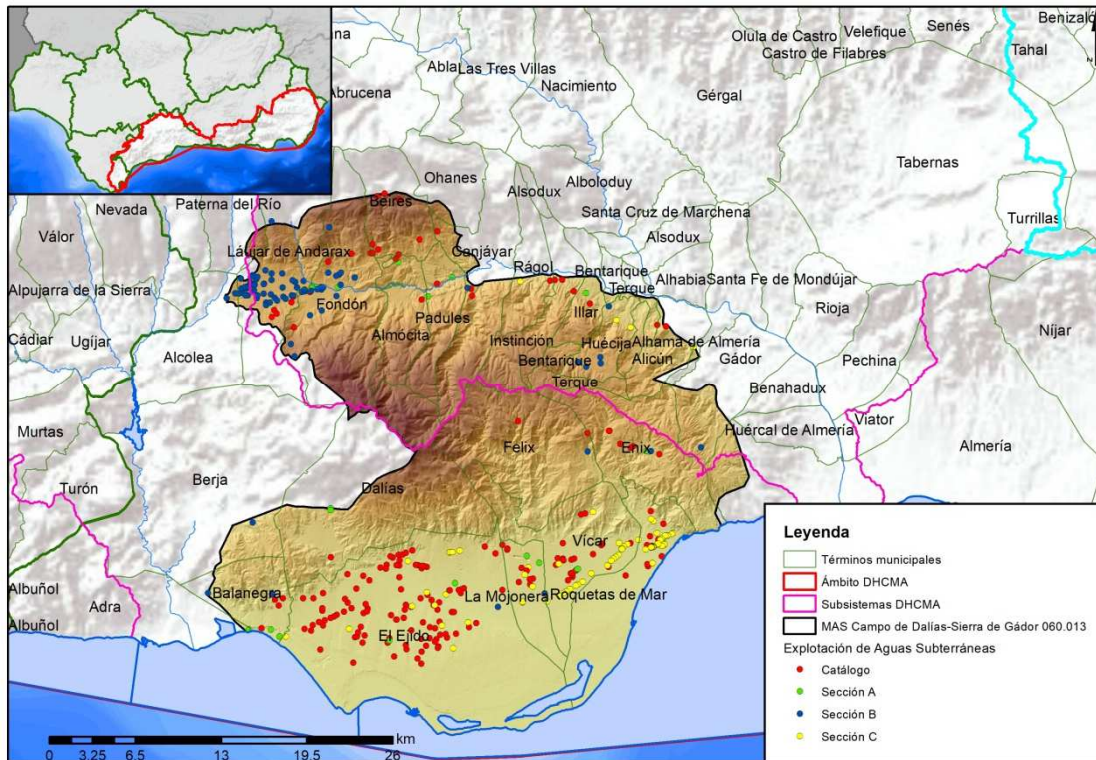 Benizaló
Olula de Castro
Velefique
Senés
Castro de Filabres
Tahal
Abla
Las Tres Villas
Nacimiento
Abrucena
Gérgal
Tabernas
Ohanes
Alsodux
Alboloduy
Nevada
Paterna del Río
Beires
Santa Cruz de Marchena
Turrillas
Válor
Láujar de Andarax
Canjáyar
Alsodux
Rágol
Bentarique
Terque
Alhabia
Santa Fe de Mondújar
Alpujarra de la Sierra
Fondón
Padules
Illar
Rioja
Níjar
Cádiar
Ugíjar
Alcolea
Almócita
Instinción
Huécija
Alhama de Almería
Bentarique
Alicún
Gádor
Pechina
Terque
Benahadux
Murtas
Felix
Enix
Huércal de Almería
Viator
Almería
Berja
Turón
Dalías
Vícar
Albuñol
Adra
Balanegra
La Mojonera
Roquetas de Mar
Albuñol
El Ejido
km
0 3.25 6.5 13 19.5 26
Leyenda
Términos municipales
Ámbito DHCMA
Subsistemas DHCMA
MAS Campo de Dalías-Sierra de Gádor 060.013
Explotación de Aguas Subterráneas
Catálogo
Sección A
Sección B
Sección C